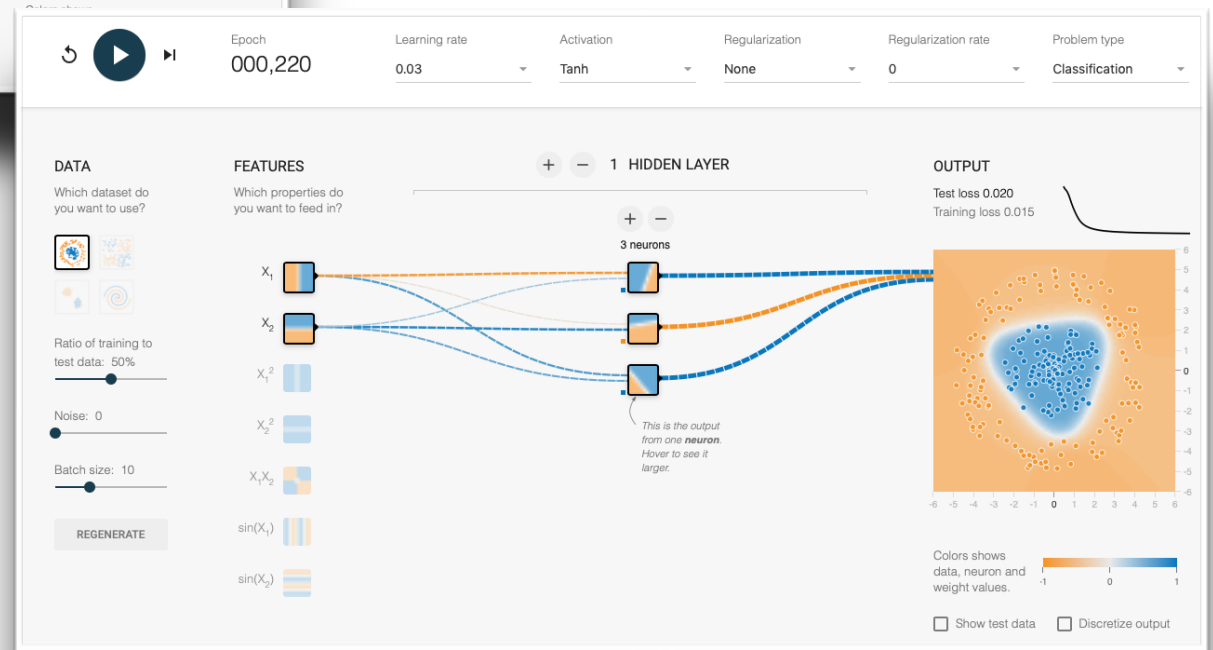 Epoch
000,220
Learning rate
0.03
Activation
Tanh
Regularization
None
Regularization rate
0
Problem type
Classification
DATA
Which dataset do
you want to use?
Ratio of training to
test data: 50%
Noise: 0
Batch size: 10
REGENERATE
FEATURES
Which properties do
you want to feed in?
X₁
X₂
X₁²
X₂²
X₁X₂
sin(X₁)
sin(X₂)
+ − 1 HIDDEN LAYER
+ −
3 neurons
This is the output
from one neuron.
Hover to see it
larger.
OUTPUT
Test loss 0.020
Training loss 0.015
6
5
4
3
2
1
0
-1
-2
-3
-4
-5
-6
-6 -5 -4 -3 -2 -1 0 1 2 3 4 5 6
Colors shows
data, neuron and
weight values.
-1 0 1
Show test data
Discretize output